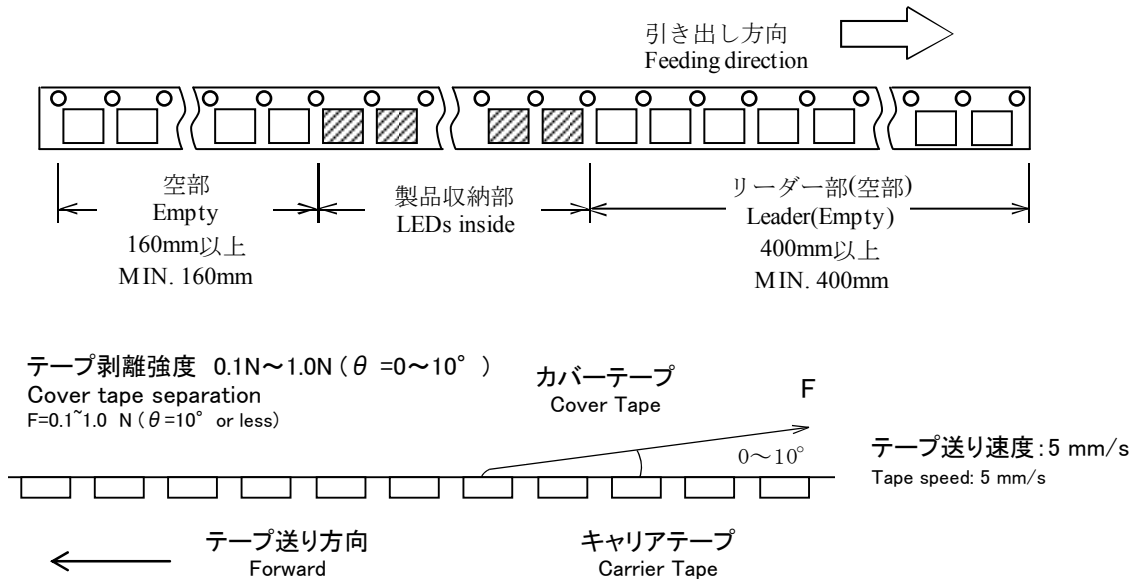 引き出し方向
Feeding direction
空部
Empty
160mm以上
MIN. 160mm
製品収納部
LEDs inside
リーダー部(空部)
Leader(Empty)
400mm以上
MIN. 400mm
テープ剥離強度 0.1N～1.0N(θ=0～10°)
Cover tape separation
F=0.1~1.0 N(θ=10° or less)
カバーテープ
Cover Tape
F
0～10°
テープ送り速度:5 mm/s
Tape speed: 5 mm/s
テープ送り方向
Forward
キャリアテープ
Carrier Tape